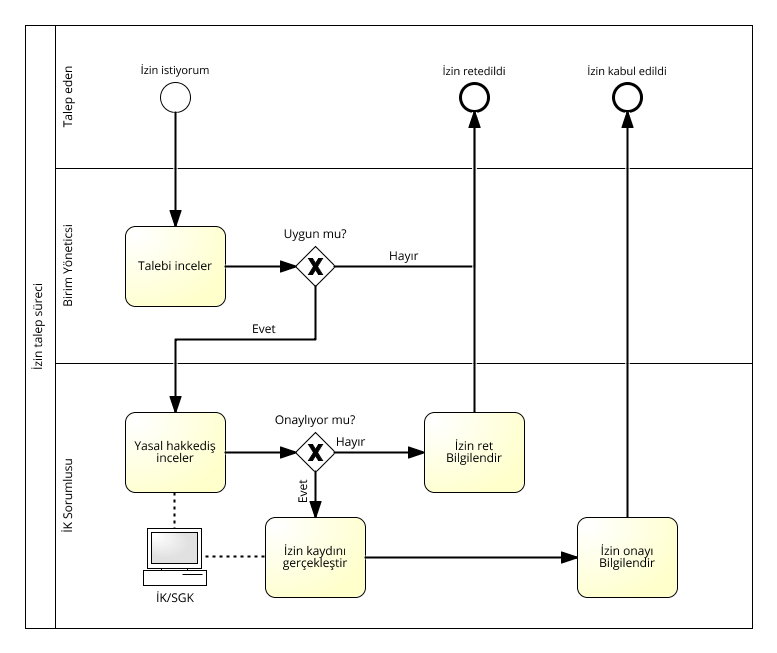 İzin talep süreci
Talep eden
İzin istiyorum
İzin retedildi
İzin kabul edildi
Birim Yöneticsi
Uygun mu?
Talebi inceler
Hayır
Evet
İK Sorumlusu
Onaylıyor mu?
Yasal hakkediş
inceler
Hayır
İzin ret
Bilgilendir
Evet
İzin kaydını
gerçekleştir
İzin onayı
Bilgilendir
İK/SGK